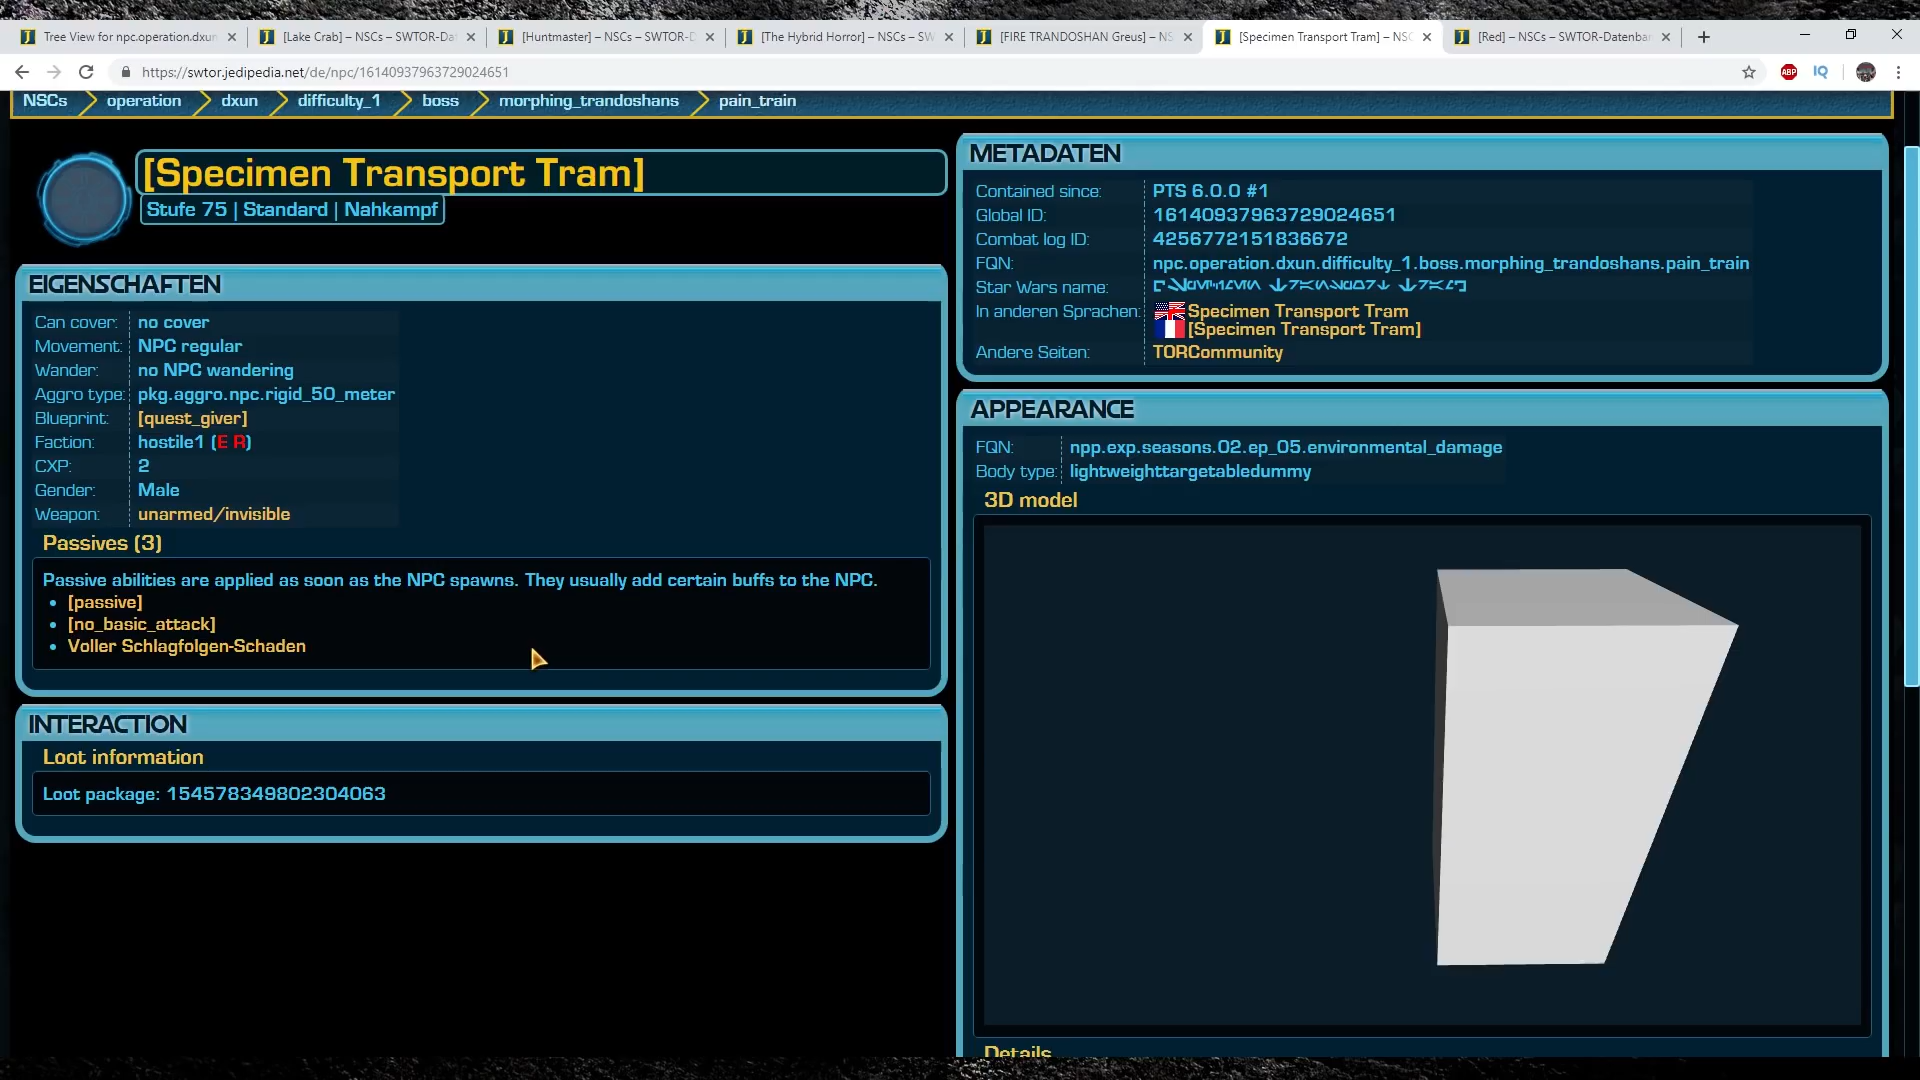 Tree View for npc.operation.dxun
[Lake Crab] – NSCs – SWTOR-Da
[Huntmaster] – NSCs – SWTOR-D
[The Hybrid Horror] – NSCs – SW
[FIRE TRANDOSHAN Greus] – NS
[Specimen Transport Tram] – NSC
[Red] – NSCs – SWTOR-Datenban
https://swtor.jedipedia.net/de/npc/16140937963729024651
ABP
IQ
NSCs operation dxun difficulty_1 boss morphing_trandoshans pain_train
[Specimen Transport Tram]
Stufe 75 | Standard | Nahkampf
EIGENSCHAFTEN
Can cover: no cover
Movement: NPC regular
Wander: no NPC wandering
Aggro type: pkg.aggro.npc.rigid_50_meter
Blueprint: [quest_giver]
Faction: hostile1 (E R)
CXP: 2
Gender: Male
Weapon: unarmed/invisible
Passives (3)
Passive abilities are applied as soon as the NPC spawns. They usually add certain buffs to the NPC.
[passive]
[no_basic_attack]
Voller Schlagfolgen-Schaden
INTERACTION
Loot information
Loot package: 154578349802304063
METADATEN
Contained since: PTS 6.0.0 #1
Global ID: 16140937963729024651
Combat log ID: 4256772151836672
FQN: npc.operation.dxun.difficulty_1.boss.morphing_trandoshans.pain_train
Star Wars name:
In anderen Sprachen: Specimen Transport Tram
[Specimen Transport Tram]
Andere Seiten: TORCommunity
APPEARANCE
FQN: npp.exp.seasons.02.ep_05.environmental_damage
Body type: lightweighttargetabledummy
3D model
Details